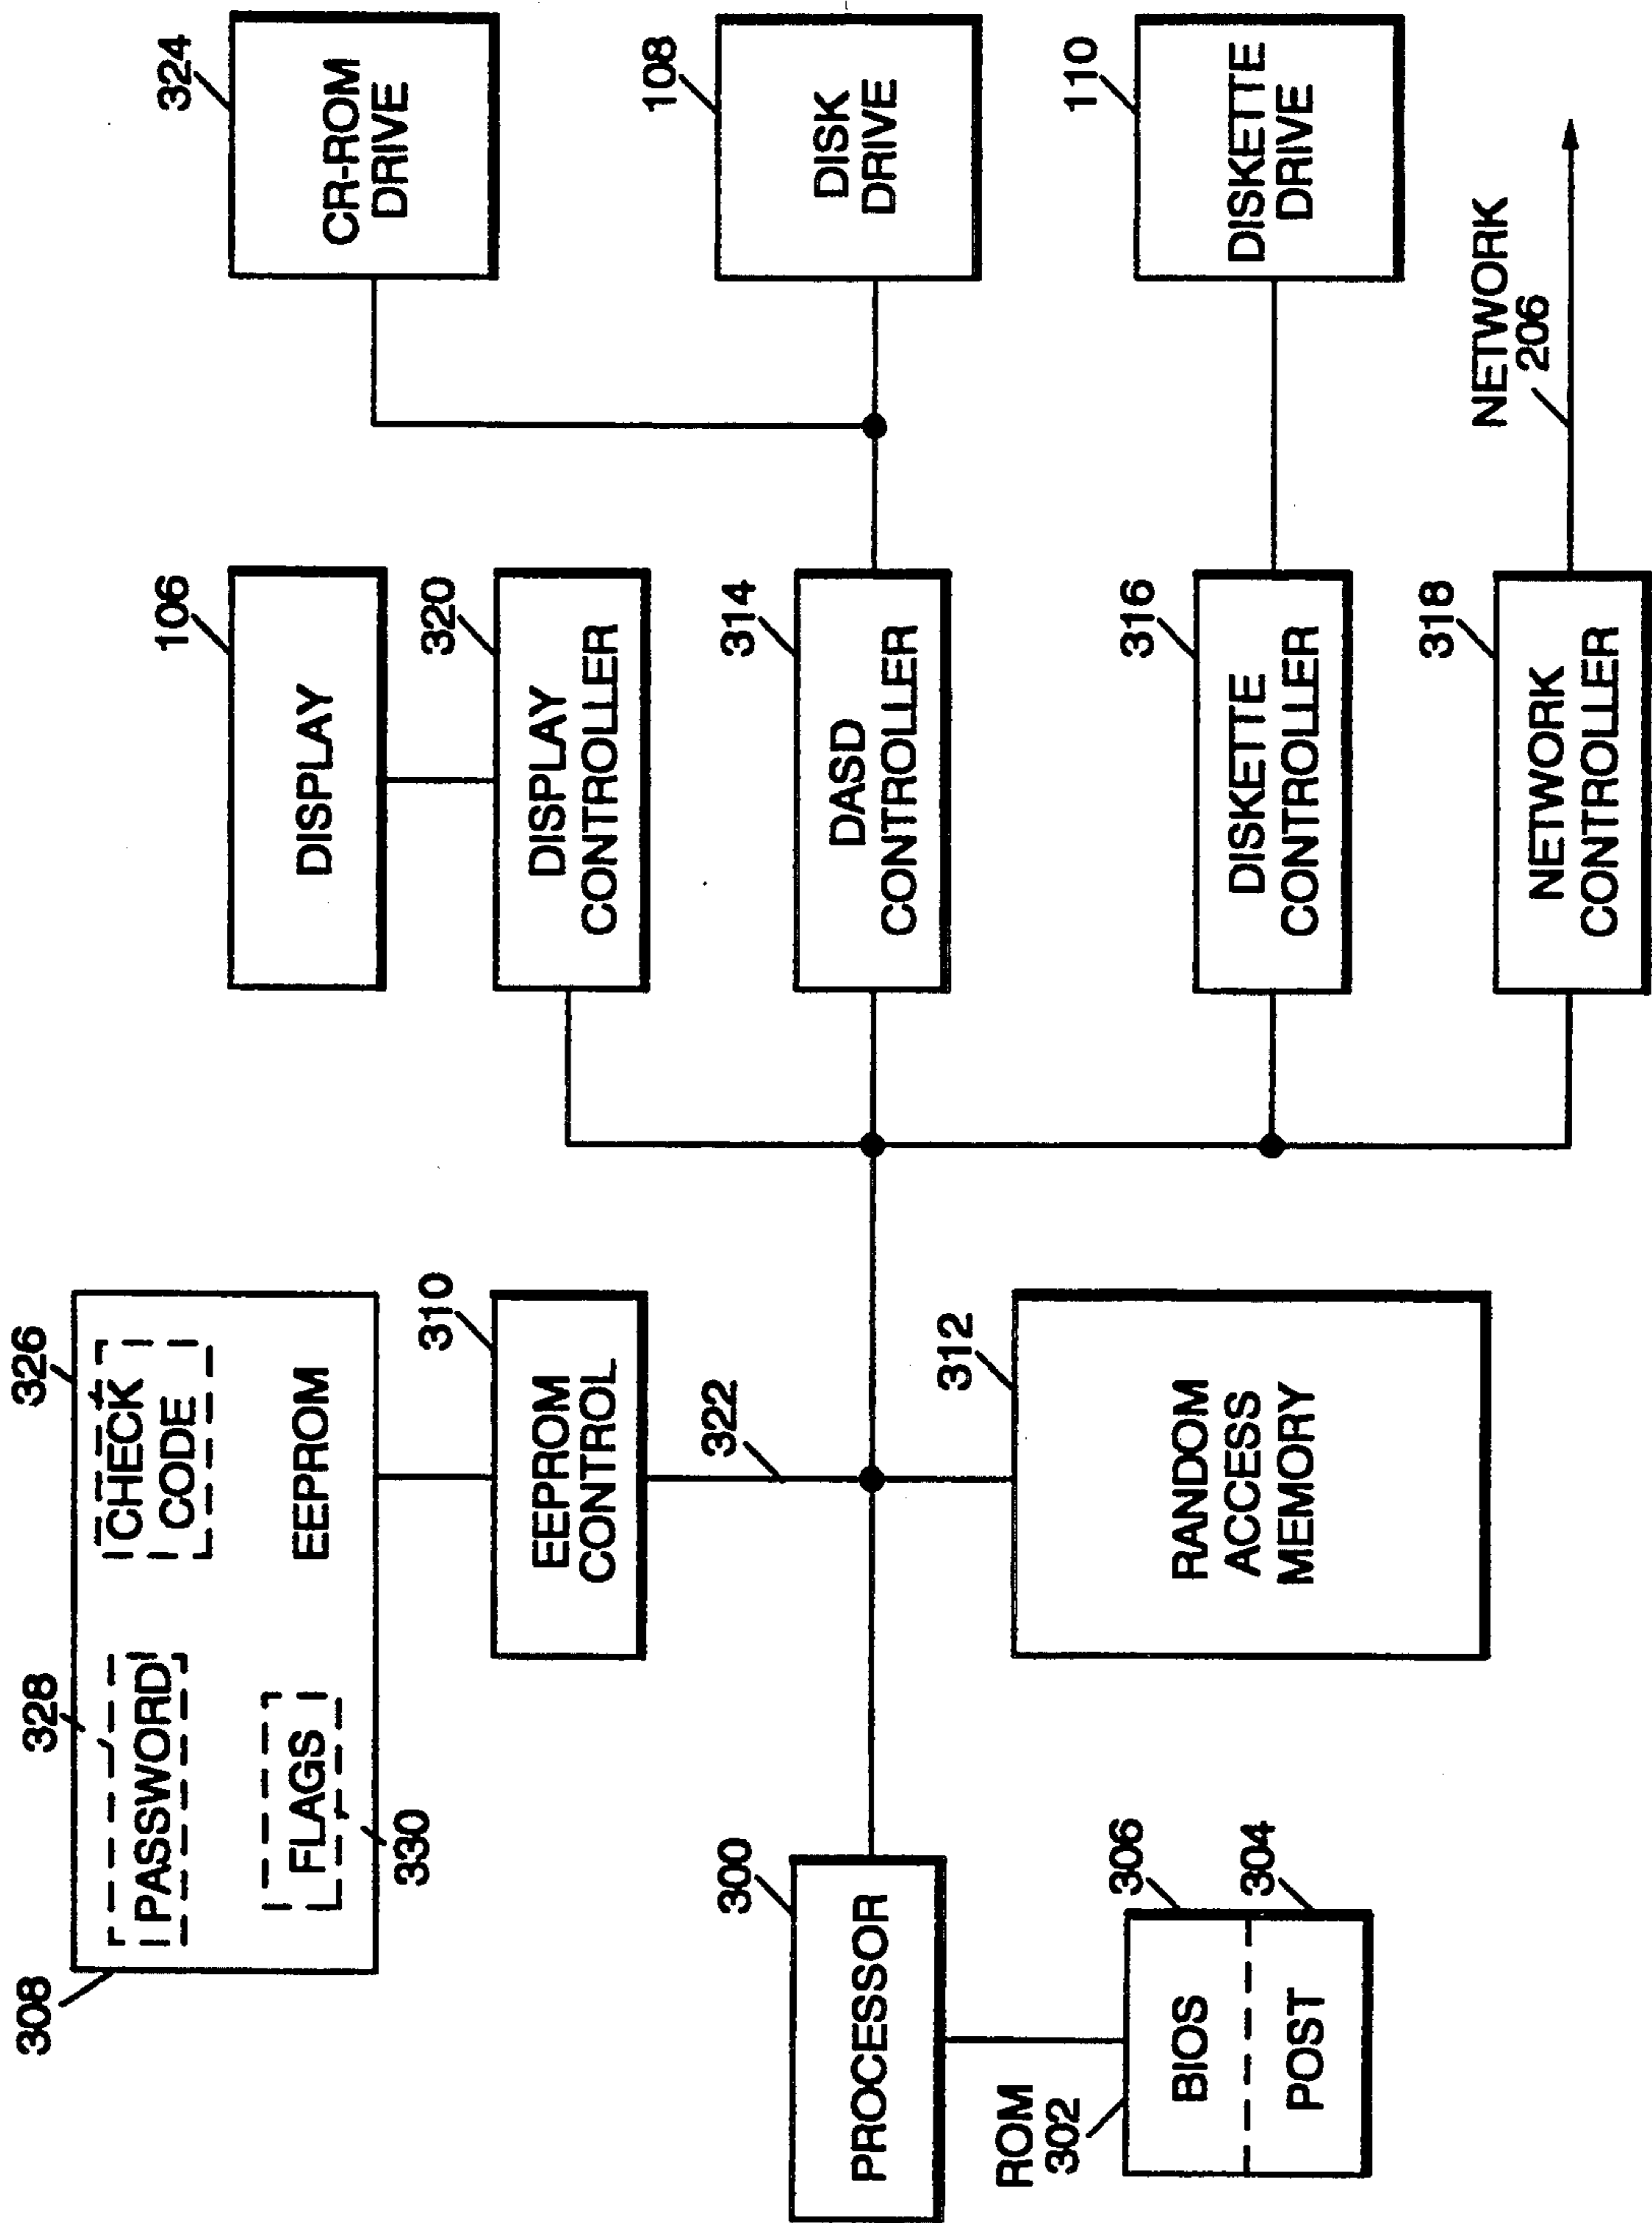 308
328
PASSWORD
326
CHECK
CODE
FLAGS
330
EEPROM
310
EEPROM
CONTROL
322
300
PROCESSOR
ROM
302
306
BIOS
304
POST
312
RANDOM
ACCESS
MEMORY
106
DISPLAY
320
DISPLAY
CONTROLLER
314
DASD
CONTROLLER
316
DISKETTE
CONTROLLER
318
NETWORK
CONTROLLER
324
CR-ROM
DRIVE
108
DISK
DRIVE
110
DISKETTE
DRIVE
NETWORK
206